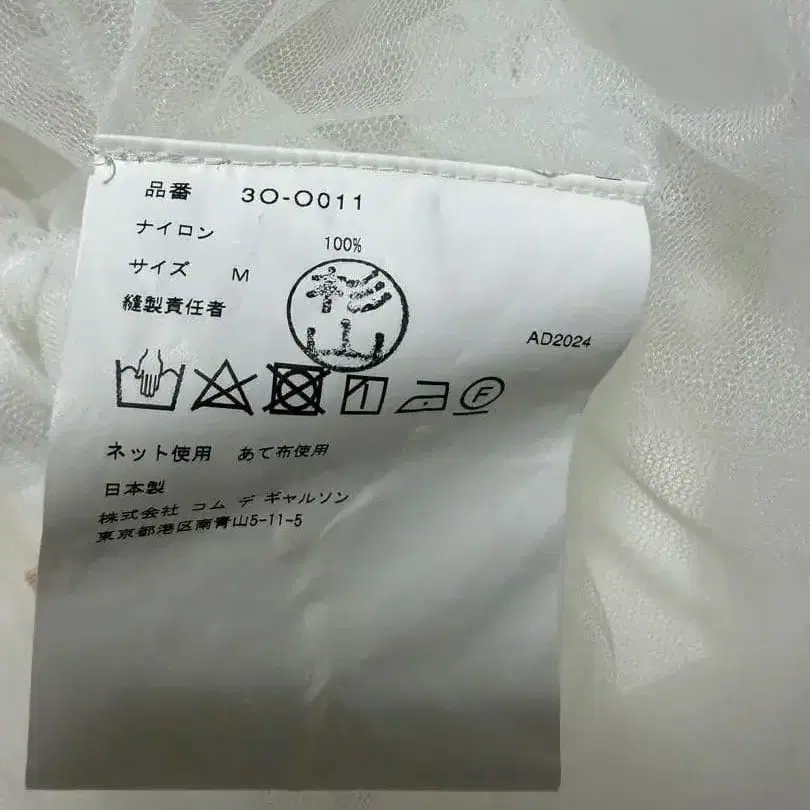 品番 3O-O011
ナイロン 100%
サイズ M
縫製責任者 杉山
AD2024
F
ネット使用 あて布使用
日本製
株式会社 コム デ ギャルソン
東京都港区南青山5-11-5